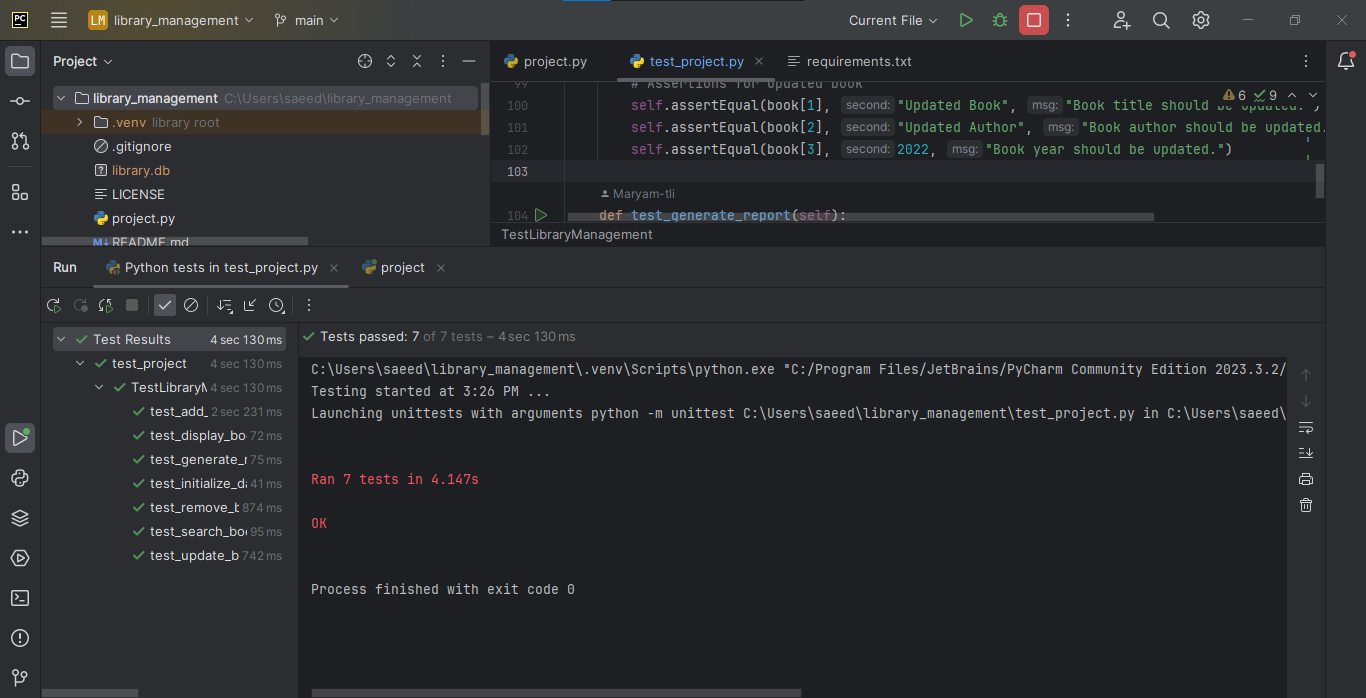 PC
LM library_management main Current File
Project
project.py test_project.py requirements.txt
library_management C:\Users\saeed\library_management
.venv library root
.gitignore
library.db
LICENSE
project.py
README.md
99 # Assertions for updated book
6 9
100 self.assertEqual(book[1], second: "Updated Book", msg: "Book title should be updated.")
101 self.assertEqual(book[2], second: "Updated Author", msg: "Book author should be updated.
102 self.assertEqual(book[3], second: 2022, msg: "Book year should be updated.")
103
Maryam-tli
104 def test_generate_report(self):
TestLibraryManagement
Run Python tests in test_project.py project
Test Results 4 sec 130 ms
test_project 4 sec 130 ms
TestLibraryM 4 sec 130 ms
test_add_ 2 sec 231 ms
test_display_bo 72 ms
test_generate_r 75 ms
test_initialize_da 41 ms
test_remove_b 874 ms
test_search_boo 95 ms
test_update_b 742 ms
Tests passed: 7 of 7 tests – 4 sec 130 ms
C:\Users\saeed\library_management\.venv\Scripts\python.exe "C:/Program Files/JetBrains/PyCharm Community Edition 2023.3.2/
Testing started at 3:26 PM ...
Launching unittests with arguments python -m unittest C:\Users\saeed\library_management\test_project.py in C:\Users\saeed\
Ran 7 tests in 4.147s
OK
Process finished with exit code 0